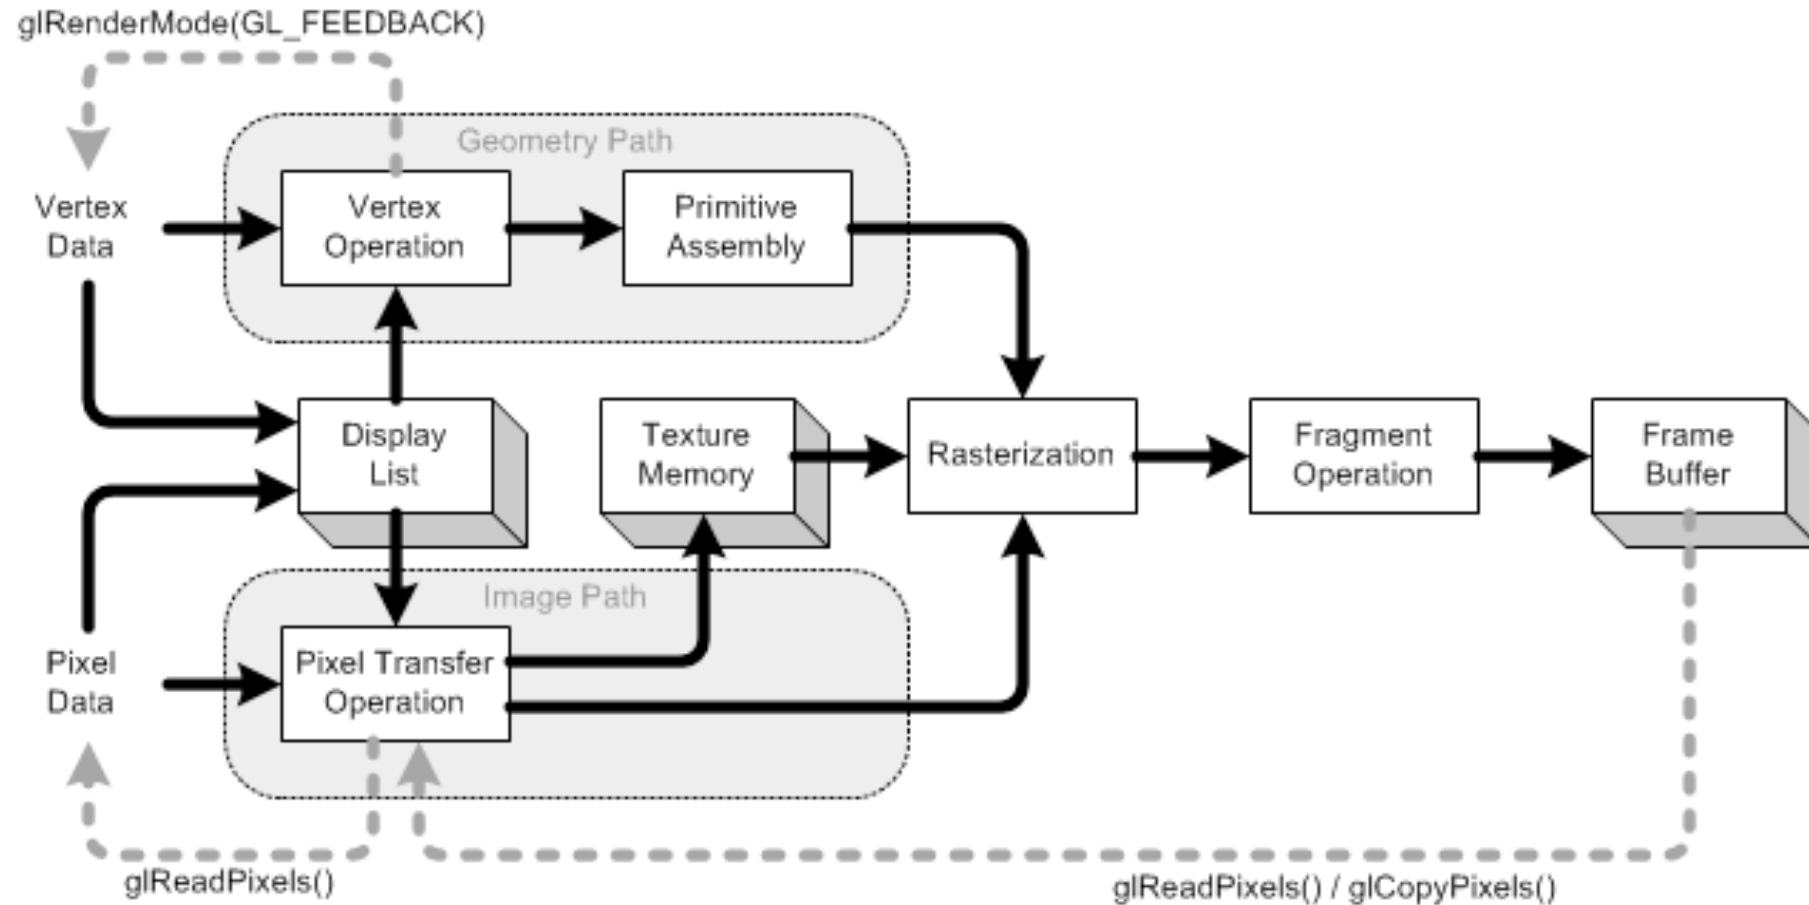 glRenderMode(GL_FEEDBACK)
Geometry Path
Vertex
Data
Vertex
Operation
Primitive
Assembly
Display
List
Texture
Memory
Rasterization
Fragment
Operation
Frame
Buffer
Image Path
Pixel
Data
Pixel Transfer
Operation
glReadPixels()
glReadPixels() / glCopyPixels()